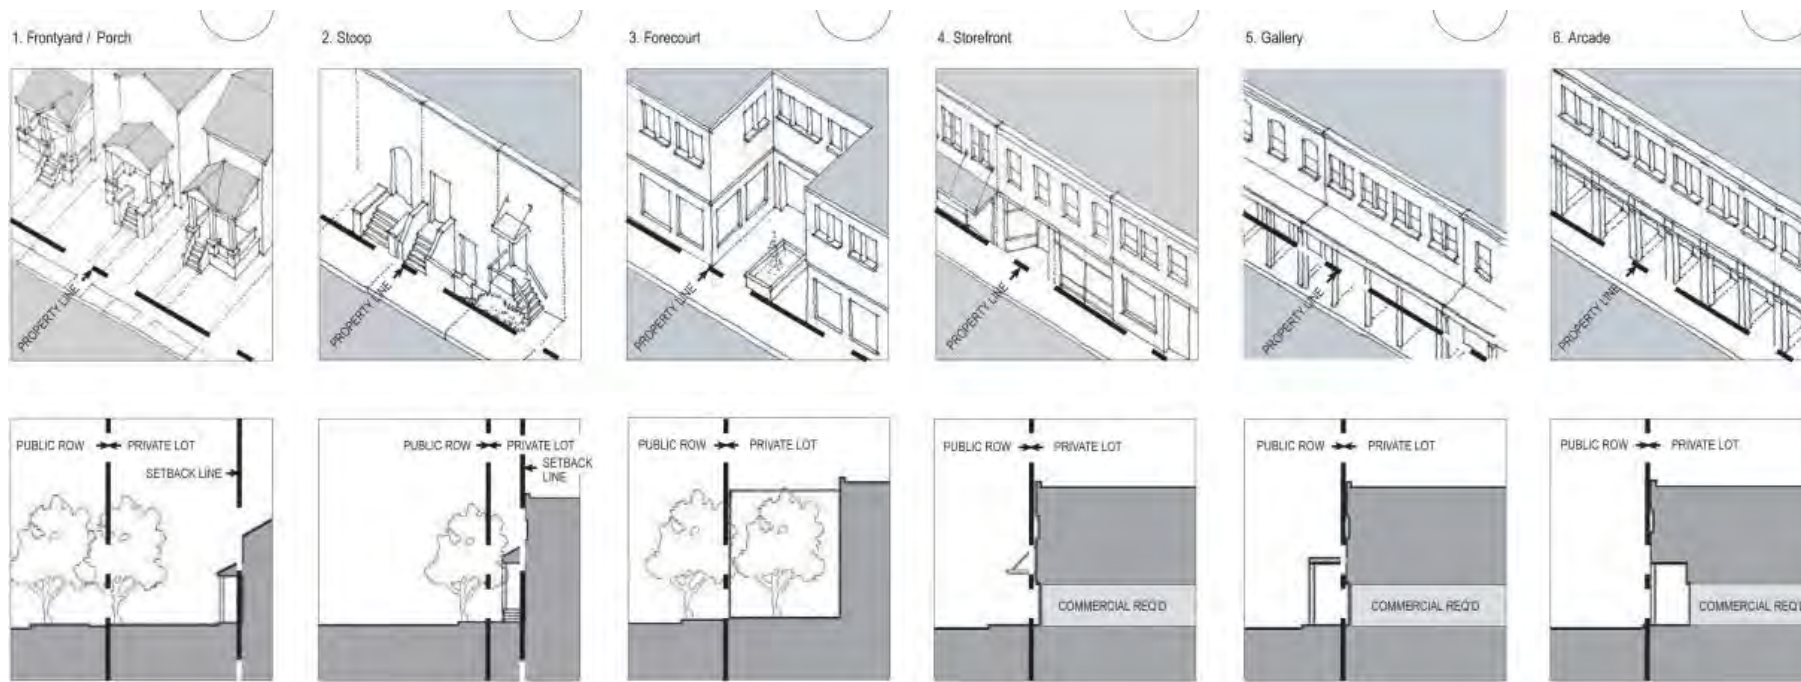 1. Frontyard / Porch
2. Stoop
3. Forecourt
4. Storefront
5. Gallery
6. Arcade
PROPERTY LINE
PROPERTY LINE
PROPERTY LINE
PROPERTY LINE
PROPERTY LINE
PROPERTY LINE
PUBLIC ROW PRIVATE LOT
SETBACK LINE
PUBLIC ROW PRIVATE LOT
SETBACK
LINE
PUBLIC ROW PRIVATE LOT
PUBLIC ROW PRIVATE LOT
COMMERCIAL REQ'D
PUBLIC ROW PRIVATE LOT
COMMERCIAL REQ'D
PUBLIC ROW PRIVATE LOT
COMMERCIAL REQ'D